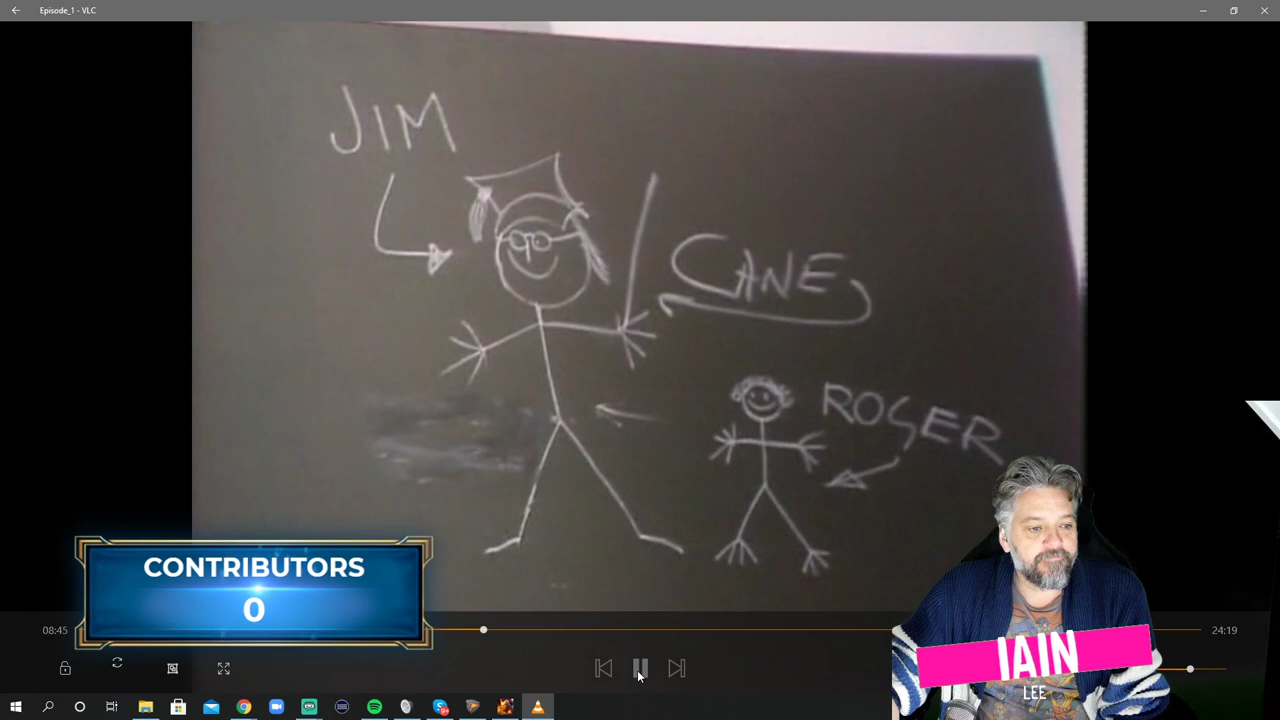 Episode_1 - VLC
JIM
CANE
ROGER
CONTRIBUTORS
0
08:45
24:19
IAIN
LEE